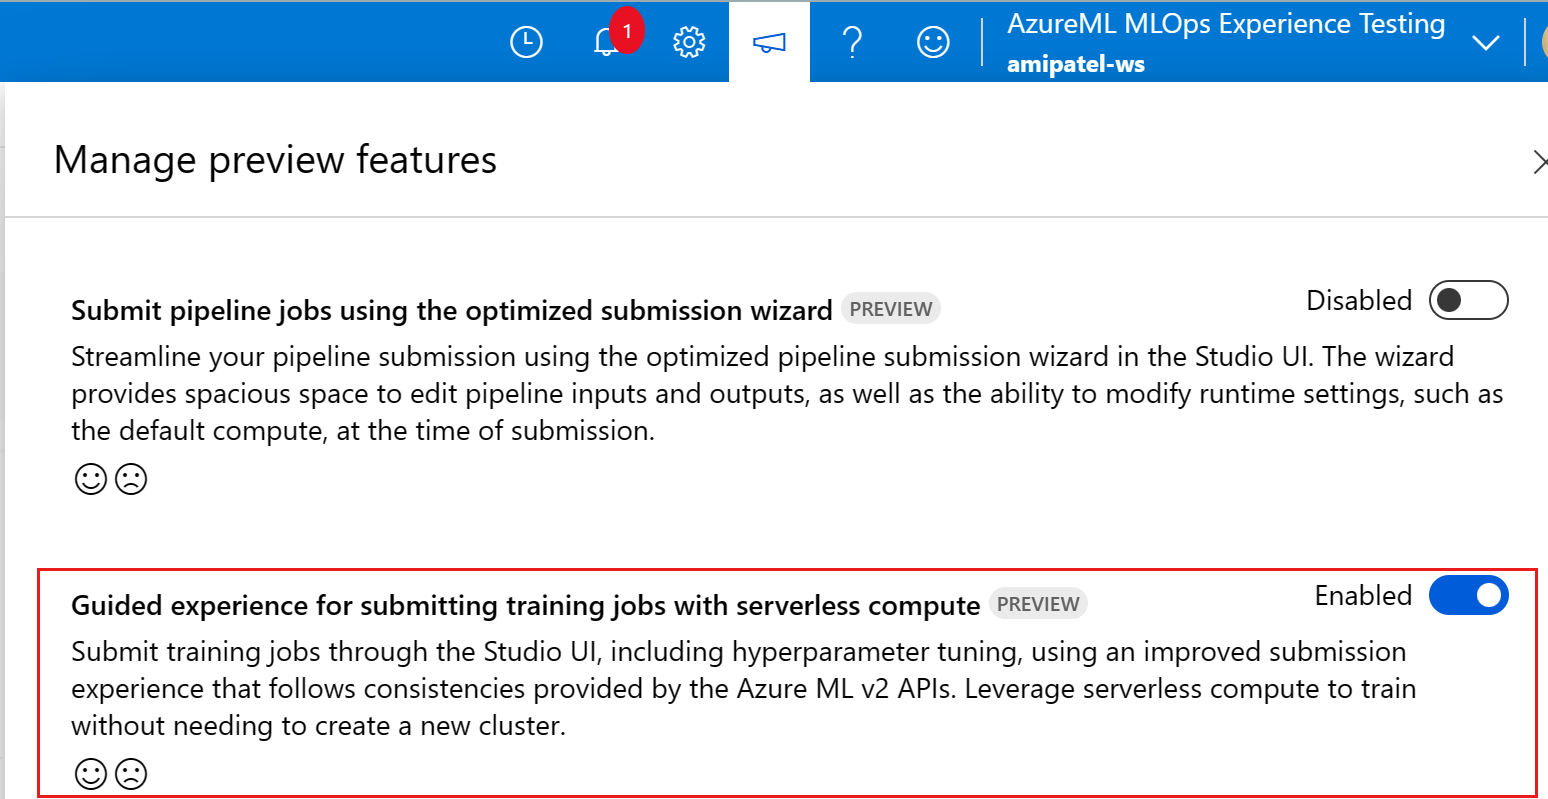 1
AzureML MLOps Experience Testing
amipatel-ws
Manage preview features
Submit pipeline jobs using the optimized submission wizard PREVIEW
Disabled
Streamline your pipeline submission using the optimized pipeline submission wizard in the Studio UI. The wizard
provides spacious space to edit pipeline inputs and outputs, as well as the ability to modify runtime settings, such as
the default compute, at the time of submission.
Guided experience for submitting training jobs with serverless compute PREVIEW
Enabled
Submit training jobs through the Studio UI, including hyperparameter tuning, using an improved submission
experience that follows consistencies provided by the Azure ML v2 APIs. Leverage serverless compute to train
without needing to create a new cluster.